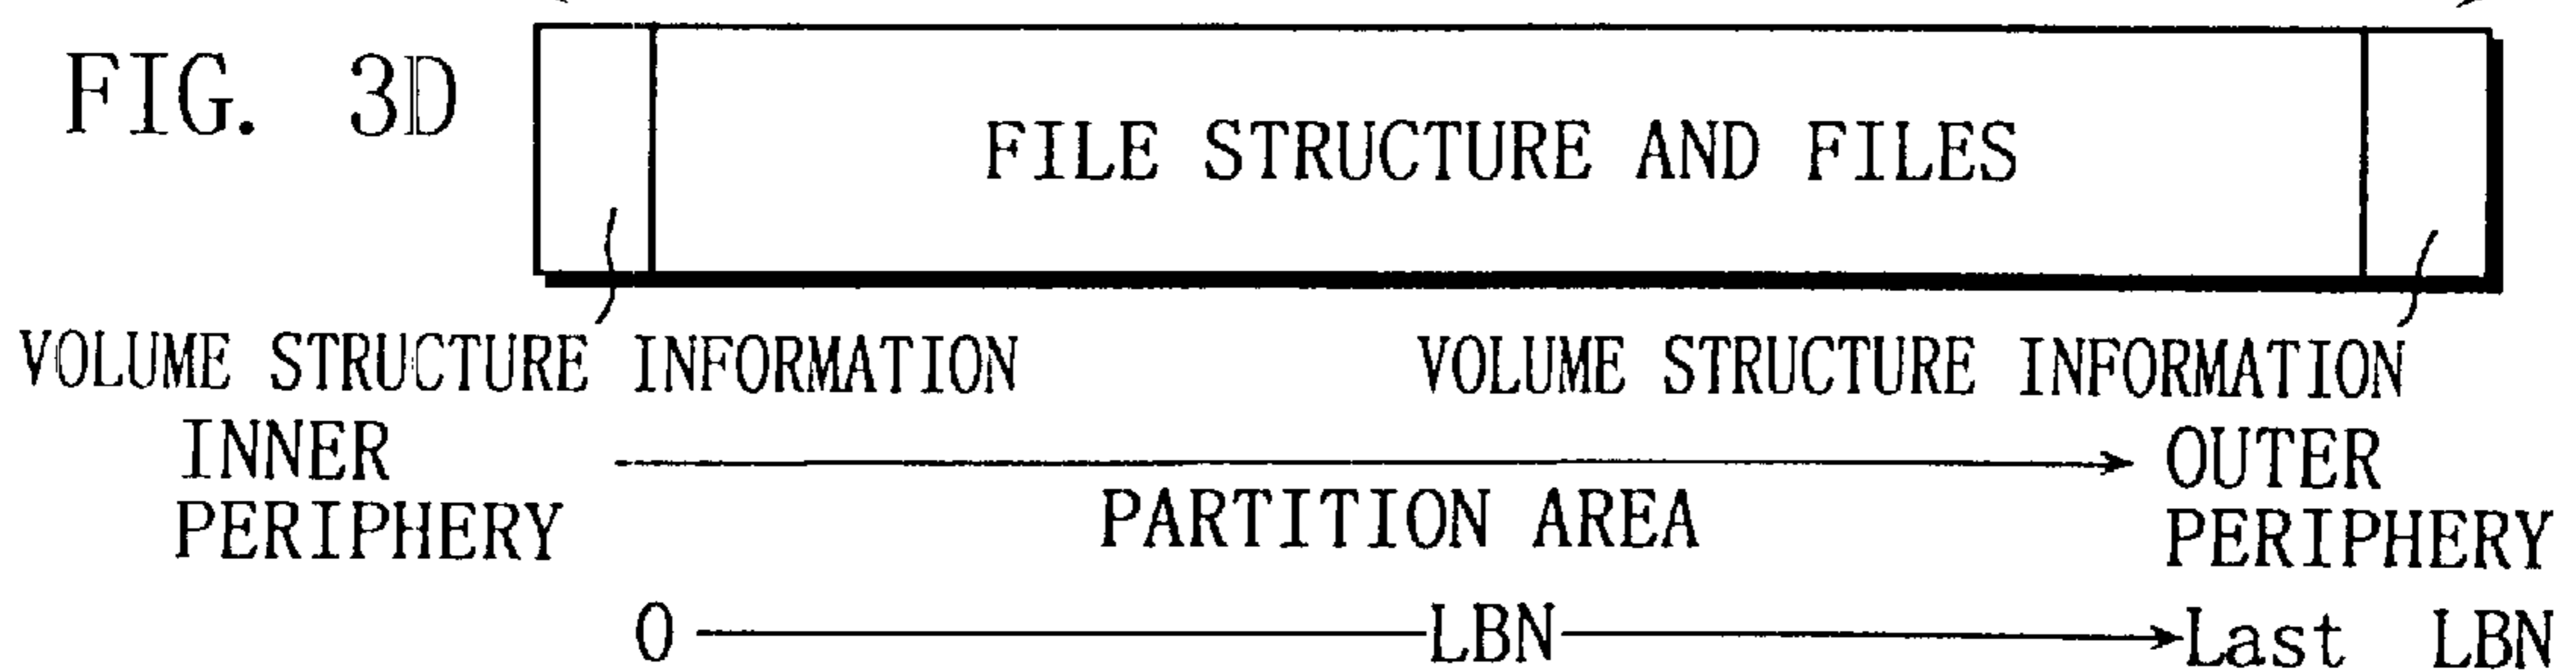 FIG. 3D
FILE STRUCTURE AND FILES
VOLUME STRUCTURE INFORMATION
VOLUME STRUCTURE INFORMATION
INNER
PERIPHERY
OUTER
PERIPHERY
PARTITION AREA
0 LBN Last LBN